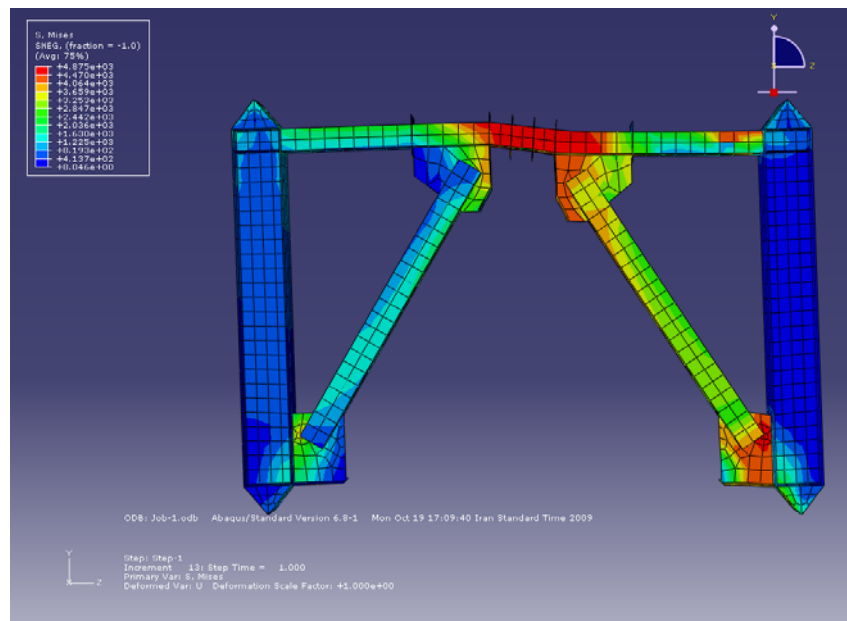 S, Mises
SNEG, (fraction = -1.0)
(Avg: 75%)
+4.875e+03
+4.470e+03
+4.064e+03
+3.659e+03
+3.253e+03
+2.847e+03
+2.442e+03
+2.036e+03
+1.630e+03
+1.225e+03
+8.193e+02
+4.137e+02
+8.046e+00
Y
Z
ODB: Job-1.odb Abaqus/Standard Version 6.8-1 Mon Oct 19 17:09:40 Iran Standard Time 2009
Y
Z
Step: Step-1
Increment 13: Step Time = 1.000
Primary Var: S, Mises
Deformed Var: U Deformation Scale Factor: +1.000e+00